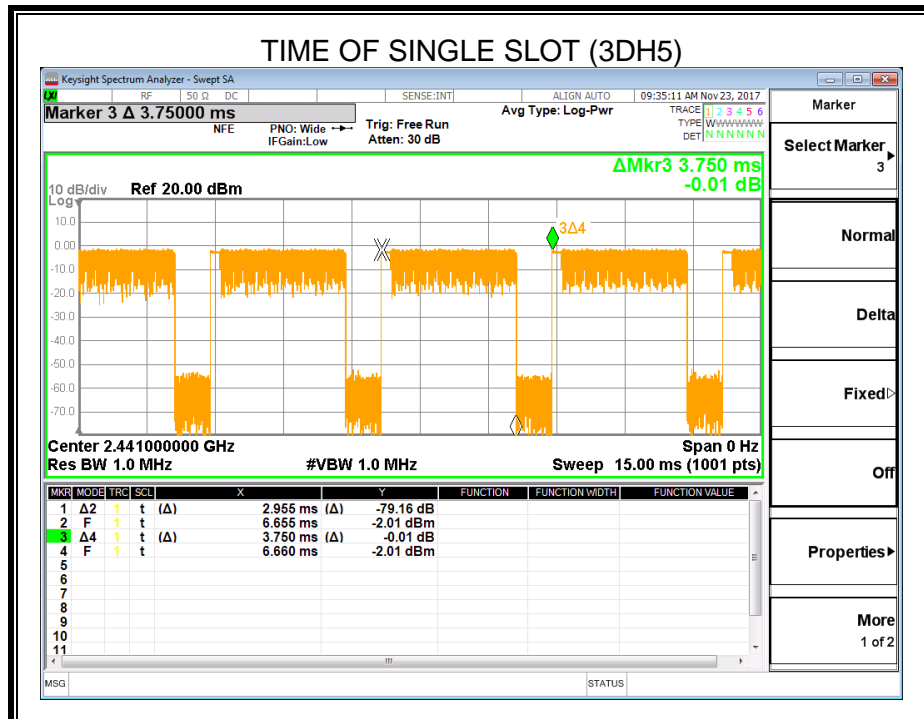 TIME OF SINGLE SLOT (3DH5)
Keysight Spectrum Analyzer - Swept SA
LXI RF 50 Ω DC SENSE:INT ALIGN AUTO 09:35:11 AM Nov 23, 2017
Marker 3 Δ 3.75000 ms
NFE
PNO: Wide
IFGain:Low
Trig: Free Run
Atten: 30 dB
Avg Type: Log-Pwr
TRACE 1 2 3 4 5 6
TYPE WWWWWW
DET N N N N N N
ΔMkr3 3.750 ms
-0.01 dB
10 dB/div Ref 20.00 dBm
Log
3Δ4
10.0
0.00
-10.0
-20.0
-30.0
-40.0
-50.0
-60.0
-70.0
Center 2.441000000 GHz Span 0 Hz
Res BW 1.0 MHz #VBW 1.0 MHz Sweep 15.00 ms (1001 pts)
MKR MODE TRC SCL X Y FUNCTION FUNCTION WIDTH FUNCTION VALUE
1 Δ2 1 t (Δ) 2.955 ms (Δ) -79.16 dB
2 F 1 t 6.655 ms -2.01 dBm
3 Δ4 1 t (Δ) 3.750 ms (Δ) -0.01 dB
4 F 1 t 6.660 ms -2.01 dBm
5
6
7
8
9
10
11
MSG STATUS
Marker
Select Marker
3
Normal
Delta
Fixed
Off
Properties
More
1 of 2